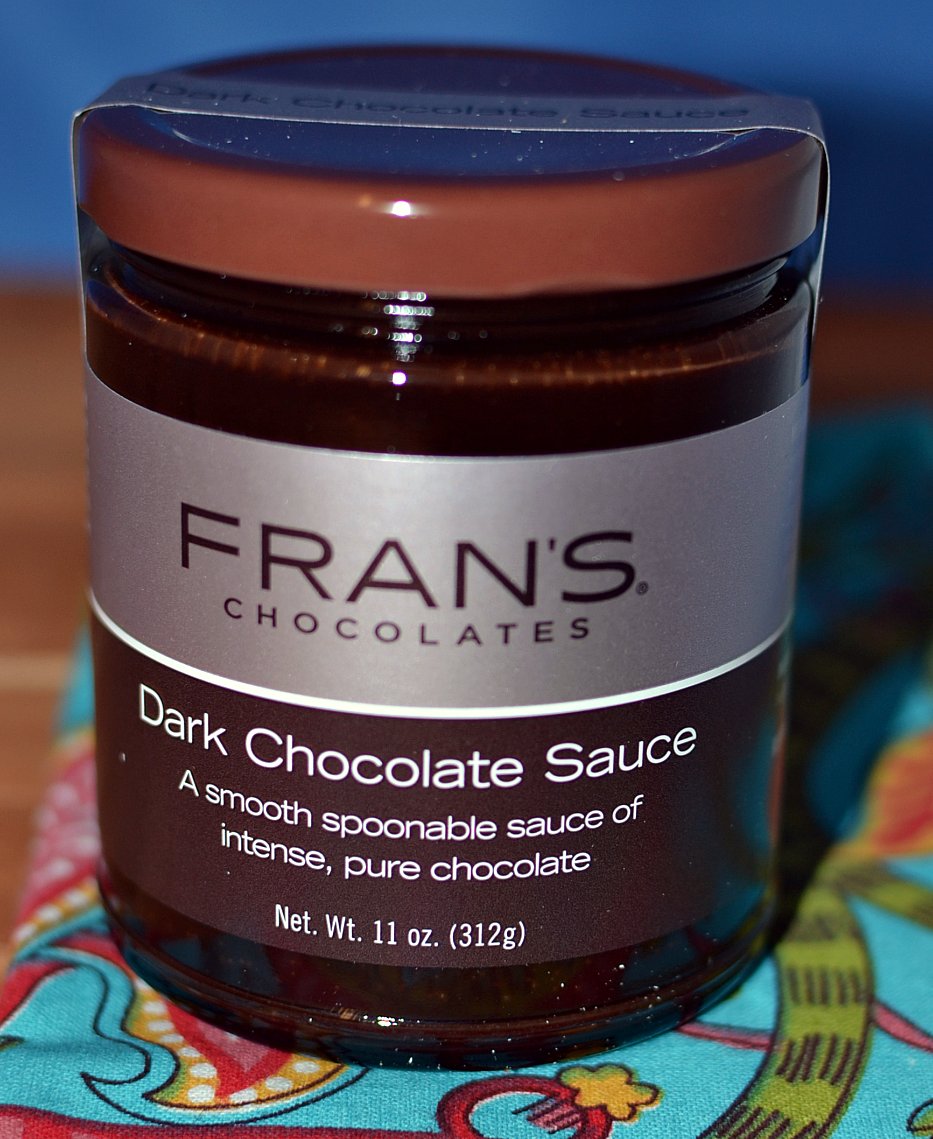 Dark Chocolate Sauce
FRAN'S®
CHOCOLATES
Dark Chocolate Sauce
A smooth spoonable sauce of
intense, pure chocolate
Net. Wt. 11 oz. (312g)